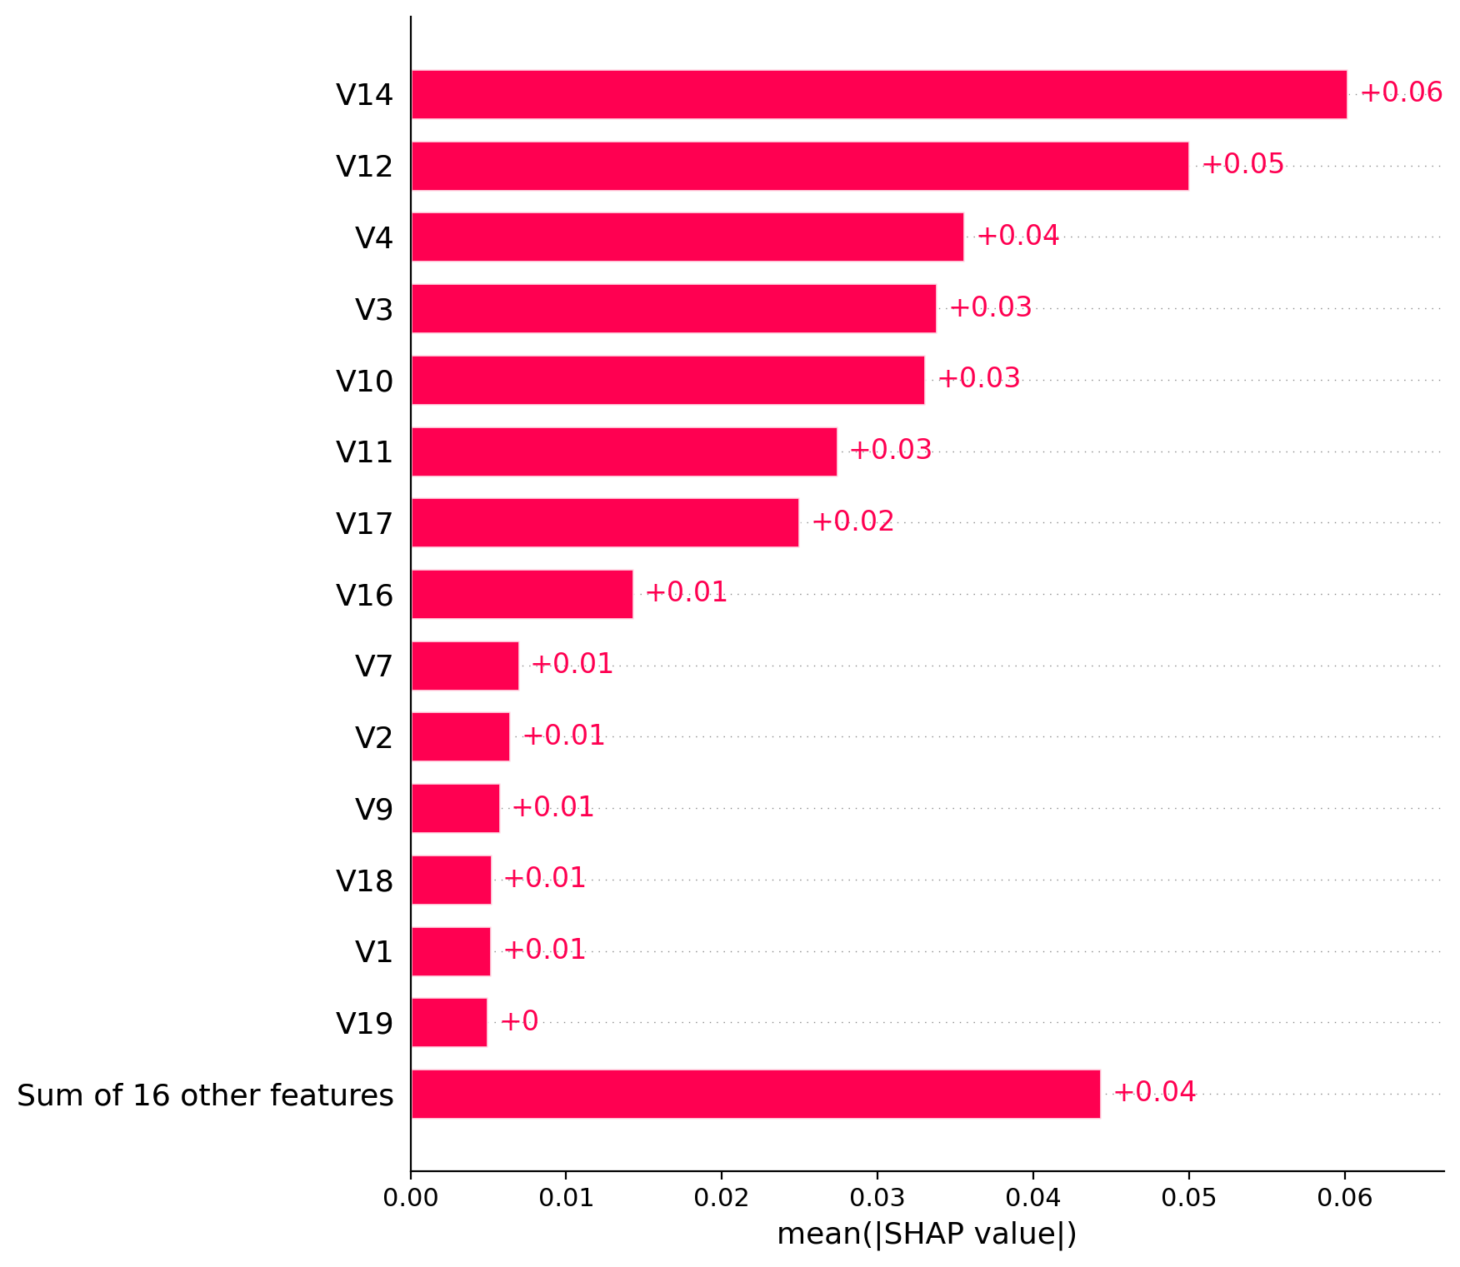 V14 +0.06
V12 +0.05
V4 +0.04
V3 +0.03
V10 +0.03
V11 +0.03
V17 +0.02
V16 +0.01
V7 +0.01
V2 +0.01
V9 +0.01
V18 +0.01
V1 +0.01
V19 +0
Sum of 16 other features +0.04
0.00 0.01 0.02 0.03 0.04 0.05 0.06
mean(|SHAP value|)